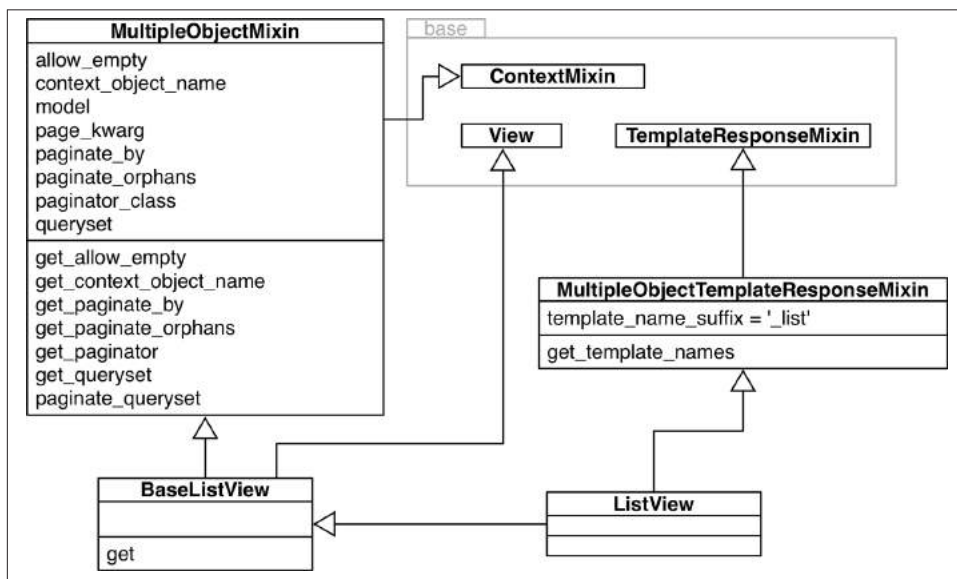 MultipleObjectMixin
allow_empty
context_object_name
model
page_kwarg
paginate_by
paginate_orphans
paginator_class
queryset
get_allow_empty
get_context_object_name
get_paginate_by
get_paginate_orphans
get_paginator
get_queryset
paginate_queryset
base
ContextMixin
View
TemplateResponseMixin
MultipleObjectTemplateResponseMixin
template_name_suffix = '_list'
get_template_names
BaseListView
get
ListView